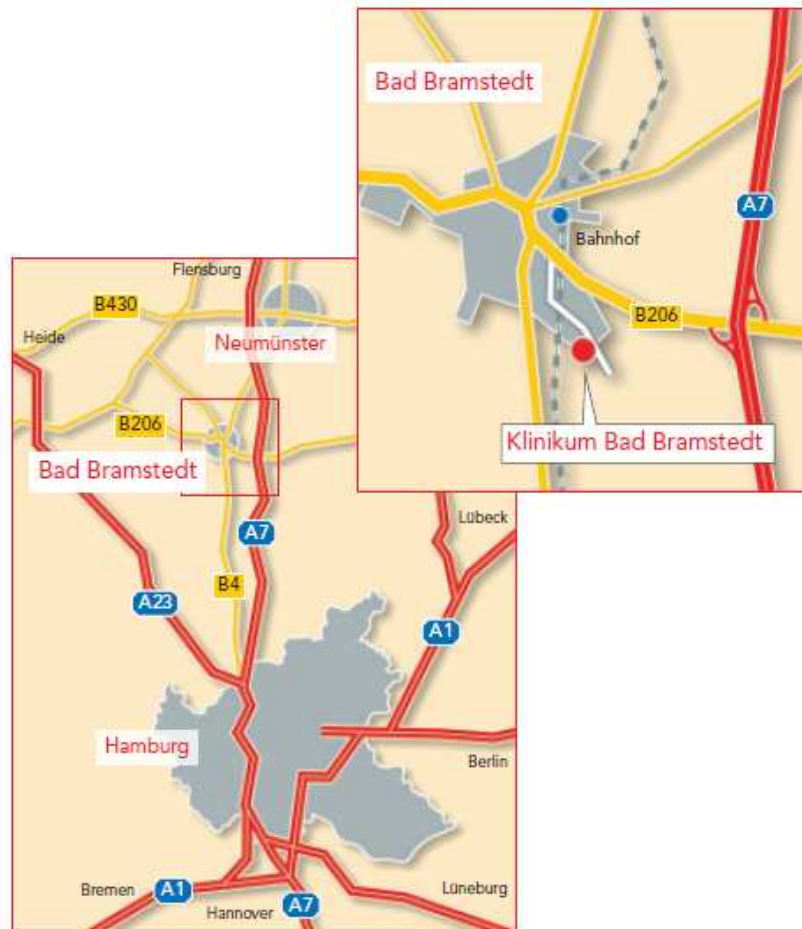 Bad Bramstedt
A7
Bahnhof
B206
Klinikum Bad Bramstedt
Flensburg
B430
Heide
Neumünster
B206
Bad Bramstedt
Lübeck
A7
B4
A23
A1
Hamburg
Berlin
Bremen
A1
Lüneburg
Hannover
A7